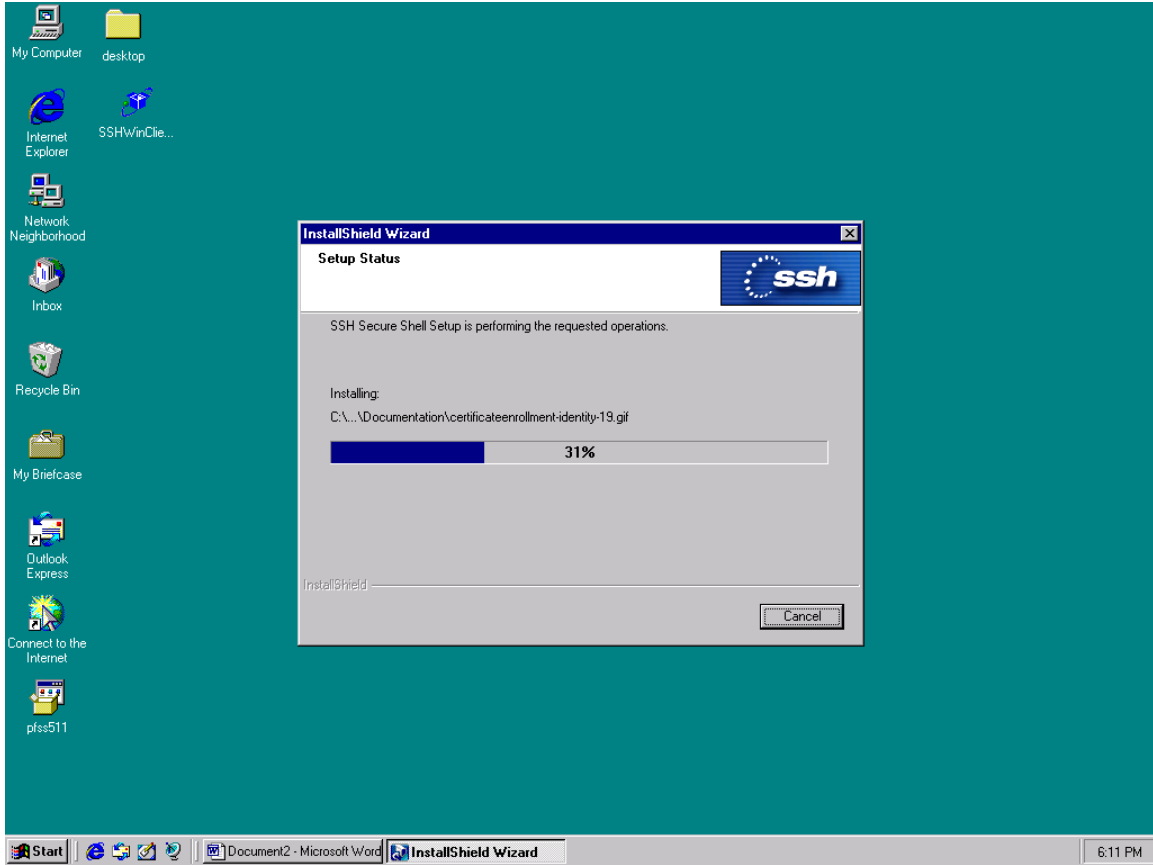 My Computer
desktop
Internet
Explorer
SSHWinClie...
Network
Neighborhood
Inbox
Recycle Bin
My Briefcase
Outlook
Express
Connect to the
Internet
pfss511
InstallShield Wizard
Setup Status
ssh
SSH Secure Shell Setup is performing the requested operations.
Installing:
C:\...\Documentation\certificateenrollment-identity-19.gif
31%
InstallShield
Cancel
Start
Document2 - Microsoft Word
InstallShield Wizard
6:11 PM